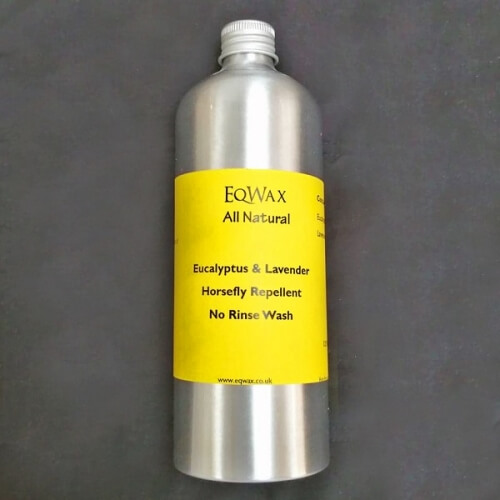 EQWAX
All Natural
Eucalyptus & Lavender
Horsefly Repellent
No Rinse Wash
www.eqwax.co.uk